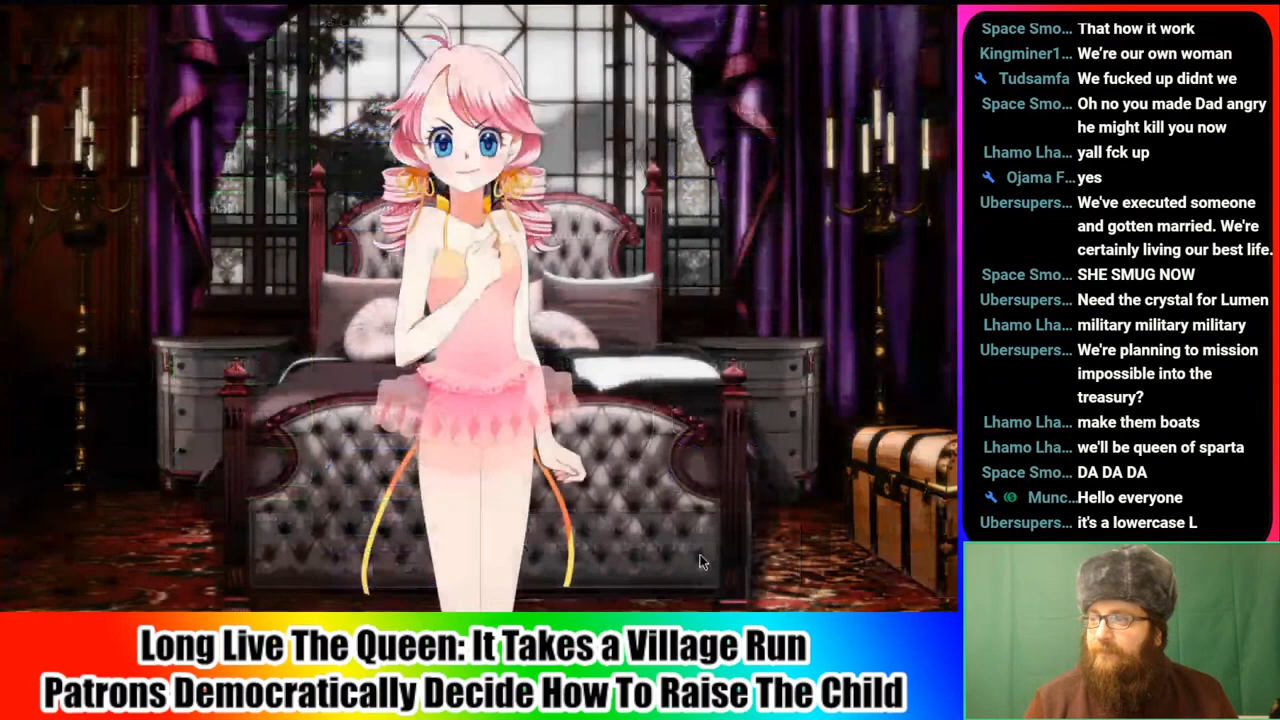 Space Smo... That how it work
Kingminer1... We're our own woman
Tudsamfa We fucked up didnt we
Space Smo... Oh no you made Dad angry
he might kill you now
Lhamo Lha... yall fck up
Ojama F... yes
Ubersupers... We've executed someone
and gotten married. We're
certainly living our best life.
Space Smo... SHE SMUG NOW
Ubersupers... Need the crystal for Lumen
Lhamo Lha... military military military
Ubersupers... We're planning to mission
impossible into the
treasury?
Lhamo Lha... make them boats
Lhamo Lha... we'll be queen of sparta
Space Smo... DA DA DA
Munc... Hello everyone
Ubersupers... it's a lowercase L
Long Live The Queen: It Takes a Village Run
Patrons Democratically Decide How To Raise The Child